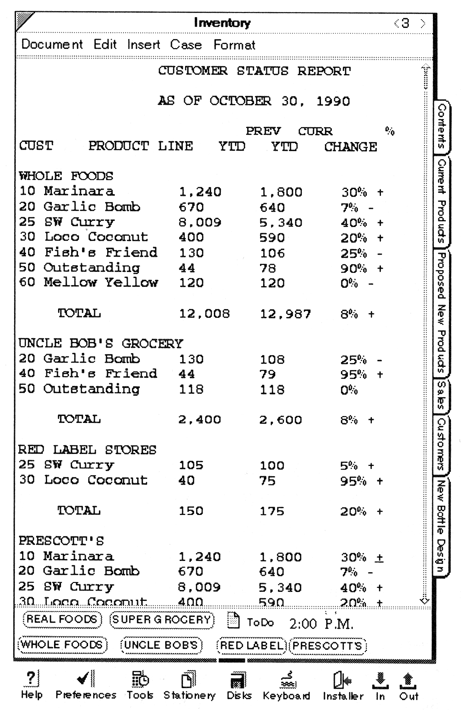 Inventory <3 >
Document Edit Insert Case Format
CUSTOMER STATUS REPORT
AS OF OCTOBER 30, 1990
PREV CURR %
CUST PRODUCT LINE YTD YTD CHANGE
WHOLE FOODS
10 Marinara 1,240 1,800 30% +
20 Garlic Bomb 670 640 7% -
25 SW Curry 8,009 5,340 40% +
30 Loco Coconut 400 590 20% +
40 Fish's Friend 130 106 25% -
50 Outstanding 44 78 90% +
60 Mellow Yellow 120 120 0% -
TOTAL 12,008 12,987 8% +
UNCLE BOB'S GROCERY
20 Garlic Bomb 130 108 25% -
40 Fish's Friend 44 79 95% +
50 Outstanding 118 118 0%
TOTAL 2,400 2,600 8% +
RED LABEL STORES
25 SW Curry 105 100 5% +
30 Loco Coconut 40 75 95% +
TOTAL 150 175 20% +
PRESCOTT'S
10 Marinara 1,240 1,800 30% +
20 Garlic Bomb 670 640 7% -
25 SW Curry 8,009 5,340 40% +
30 Loco Coconut 400 590 20% +
REAL FOODS SUPER GROCERY ToDo 2:00 P.M.
WHOLE FOODS UNCLE BOB'S RED LABEL PRESCOTT'S
Contents
Current Products
Proposed New Products
Sales
Customers
New Bottle Design
Help Preferences Tools Stationery Disks Keyboard Installer In Out